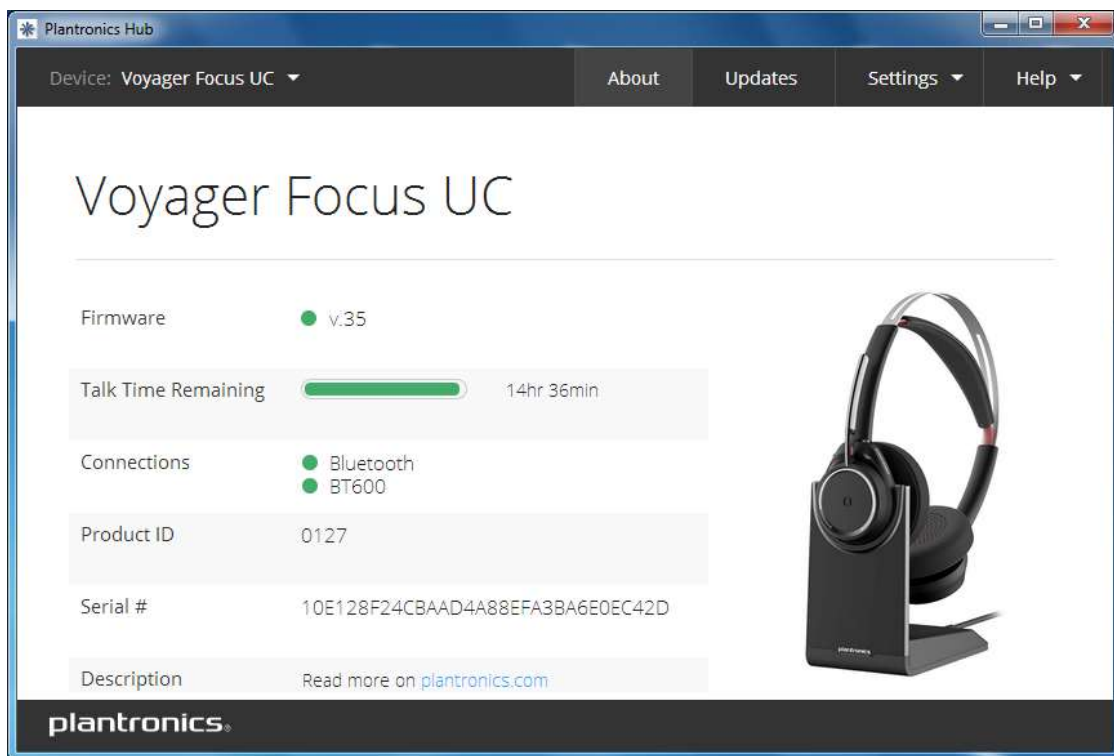 Plantronics Hub
Device: Voyager Focus UC About Updates Settings Help
Voyager Focus UC
Firmware v.35
Talk Time Remaining 14hr 36min
Connections Bluetooth
BT600
Product ID 0127
Serial # 10E128F24CBAAD4A88EFA3BA6E0EC42D
Description Read more on plantronics.com
plantronics
plantronics®